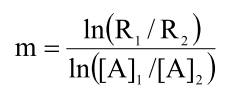 m = ln(R₁ / R₂) / ln([A]₁ / [A]₂)